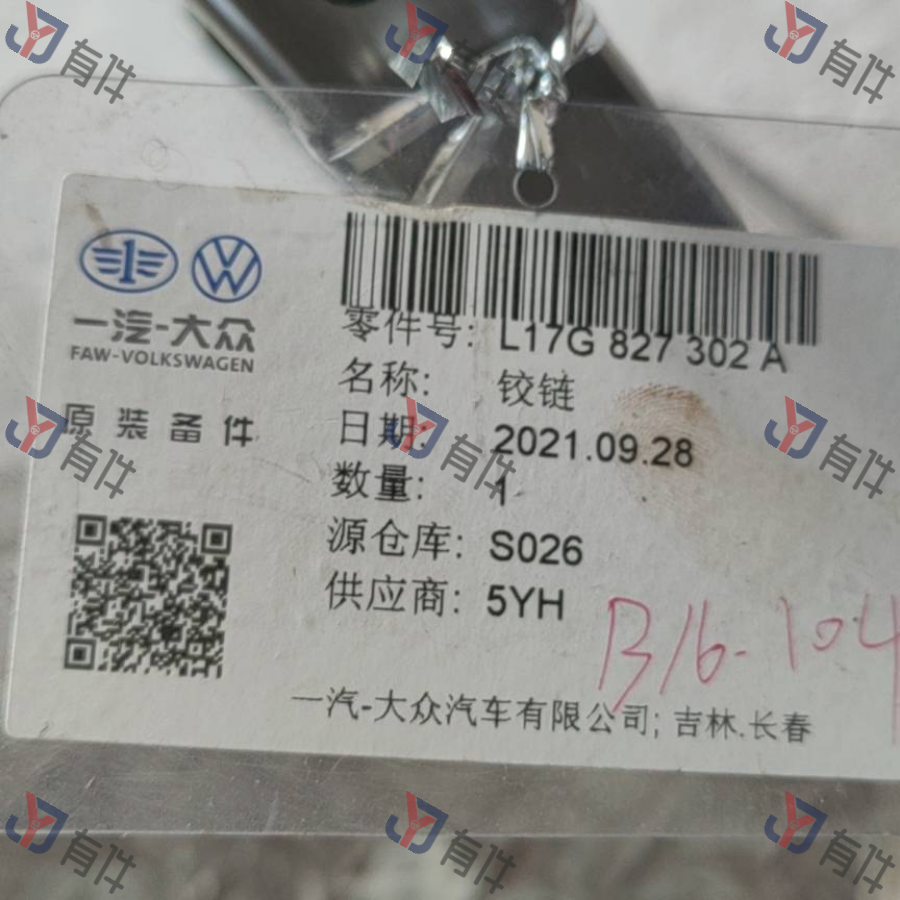 一汽-大众
FAW-VOLKSWAGEN
原装备件
零件号: L17G 827 302 A
名称: 铰链
日期: 2021.09.28
数量: 1
源仓库: S026
供应商: 5YH
B16-104
一汽-大众汽车有限公司; 吉林.长春
有件
有件
有件
有件
有件
有件
有件
有件
有件